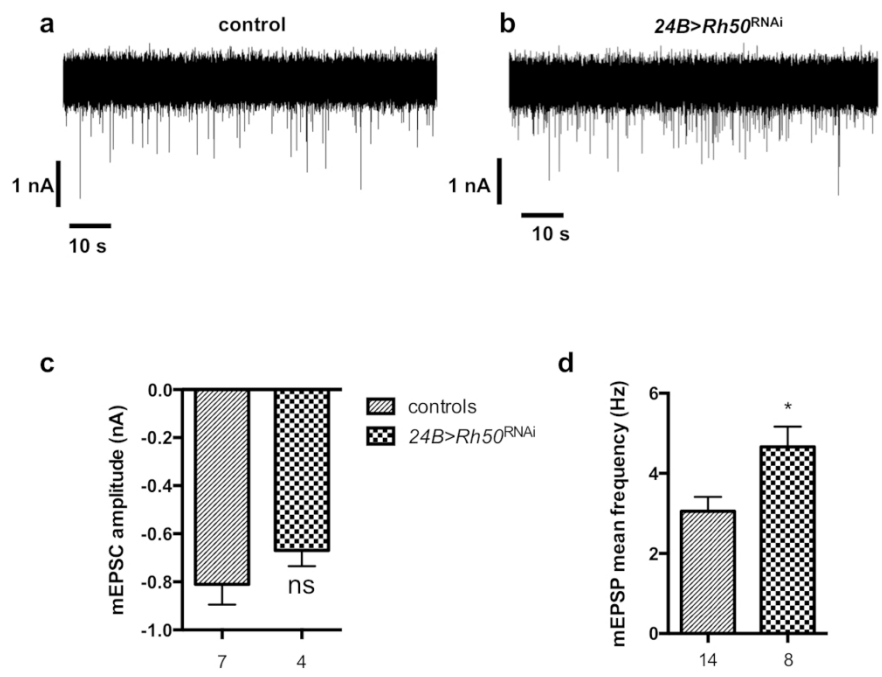 a
control
1 nA
10 s
b
24B>Rh50RNAi
1 nA
10 s
c
mEPSC amplitude (nA)
0.0
-0.2
-0.4
-0.6
-0.8
-1.0
ns
7
4
controls
24B>Rh50RNAi
d
mEPSP mean frequency (Hz)
6
4
2
0
*
14
8